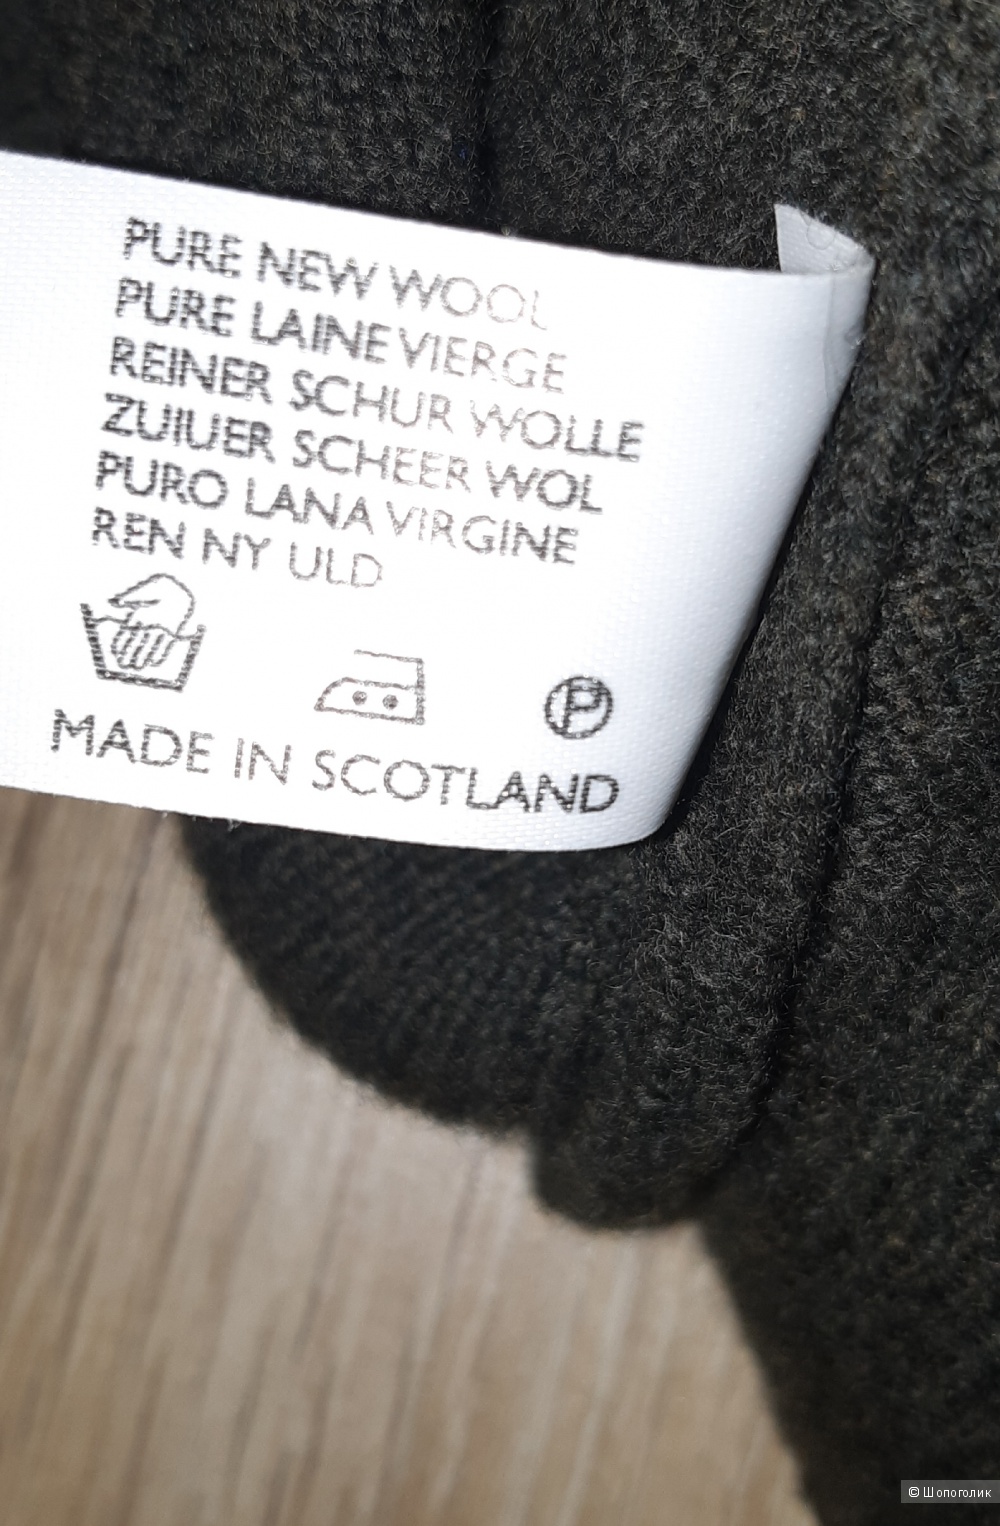 PURE NEW WOOL
PURE LAINE VIERGE
REINER SCHUR WOLLE
ZUIUER SCHEER WOL
PURO LANA VIRGINE
REN NY ULD
P
MADE IN SCOTLAND
© Шопоголик